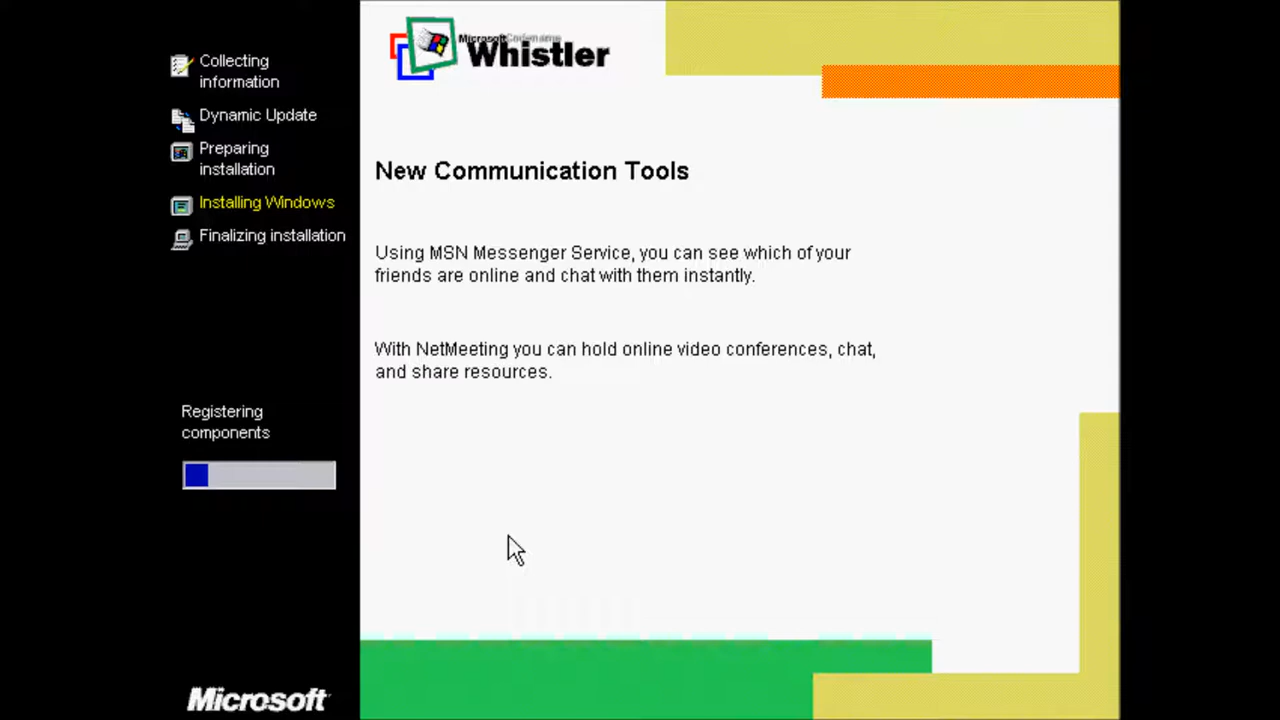 Collecting
information
Dynamic Update
Preparing
installation
Installing Windows
Finalizing installation
Registering
components
Microsoft
Microsoft Codename
Whistler
New Communication Tools
Using MSN Messenger Service, you can see which of your
friends are online and chat with them instantly.
With NetMeeting you can hold online video conferences, chat,
and share resources.